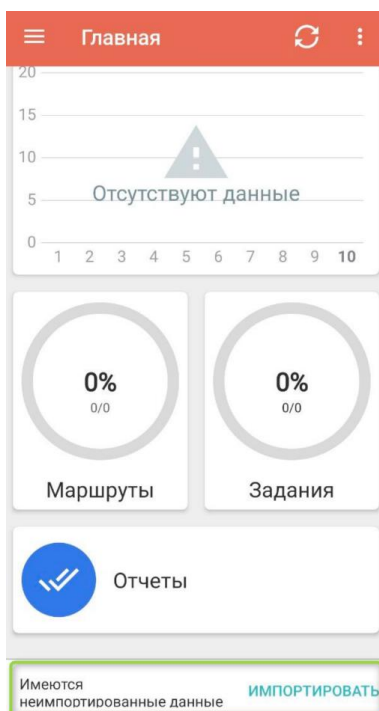 Главная
20
15
10
Отсутствуют данные
5
0
1 2 3 4 5 6 7 8 9 10
0% 0%
0/0 0/0
Маршруты Задания
Отчеты
Имеются
неимпортированные данные ИМПОРТИРОВАТЬ